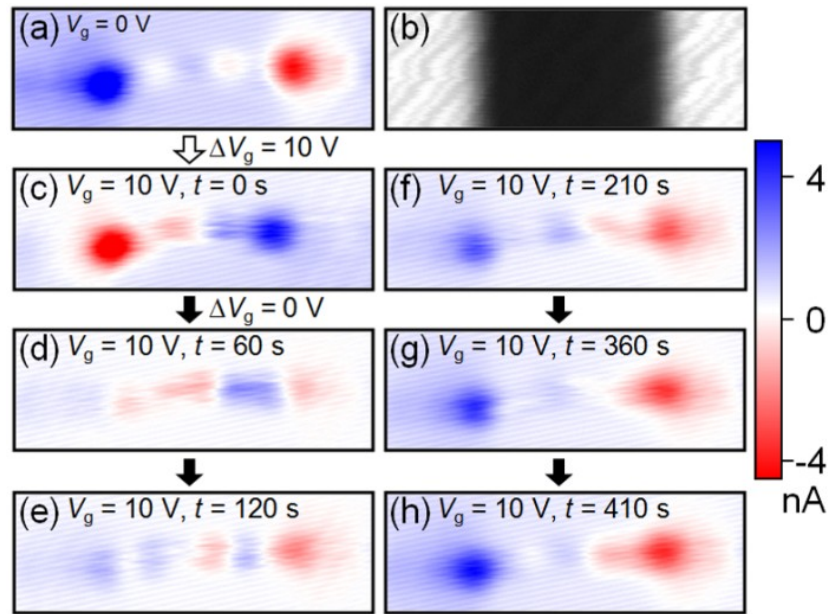 (a) Vg = 0 V
(b)
ΔVg = 10 V
(c) Vg = 10 V, t = 0 s
(f) Vg = 10 V, t = 210 s
ΔVg = 0 V
(d) Vg = 10 V, t = 60 s
(g) Vg = 10 V, t = 360 s
(e) Vg = 10 V, t = 120 s
(h) Vg = 10 V, t = 410 s
4
0
-4
nA